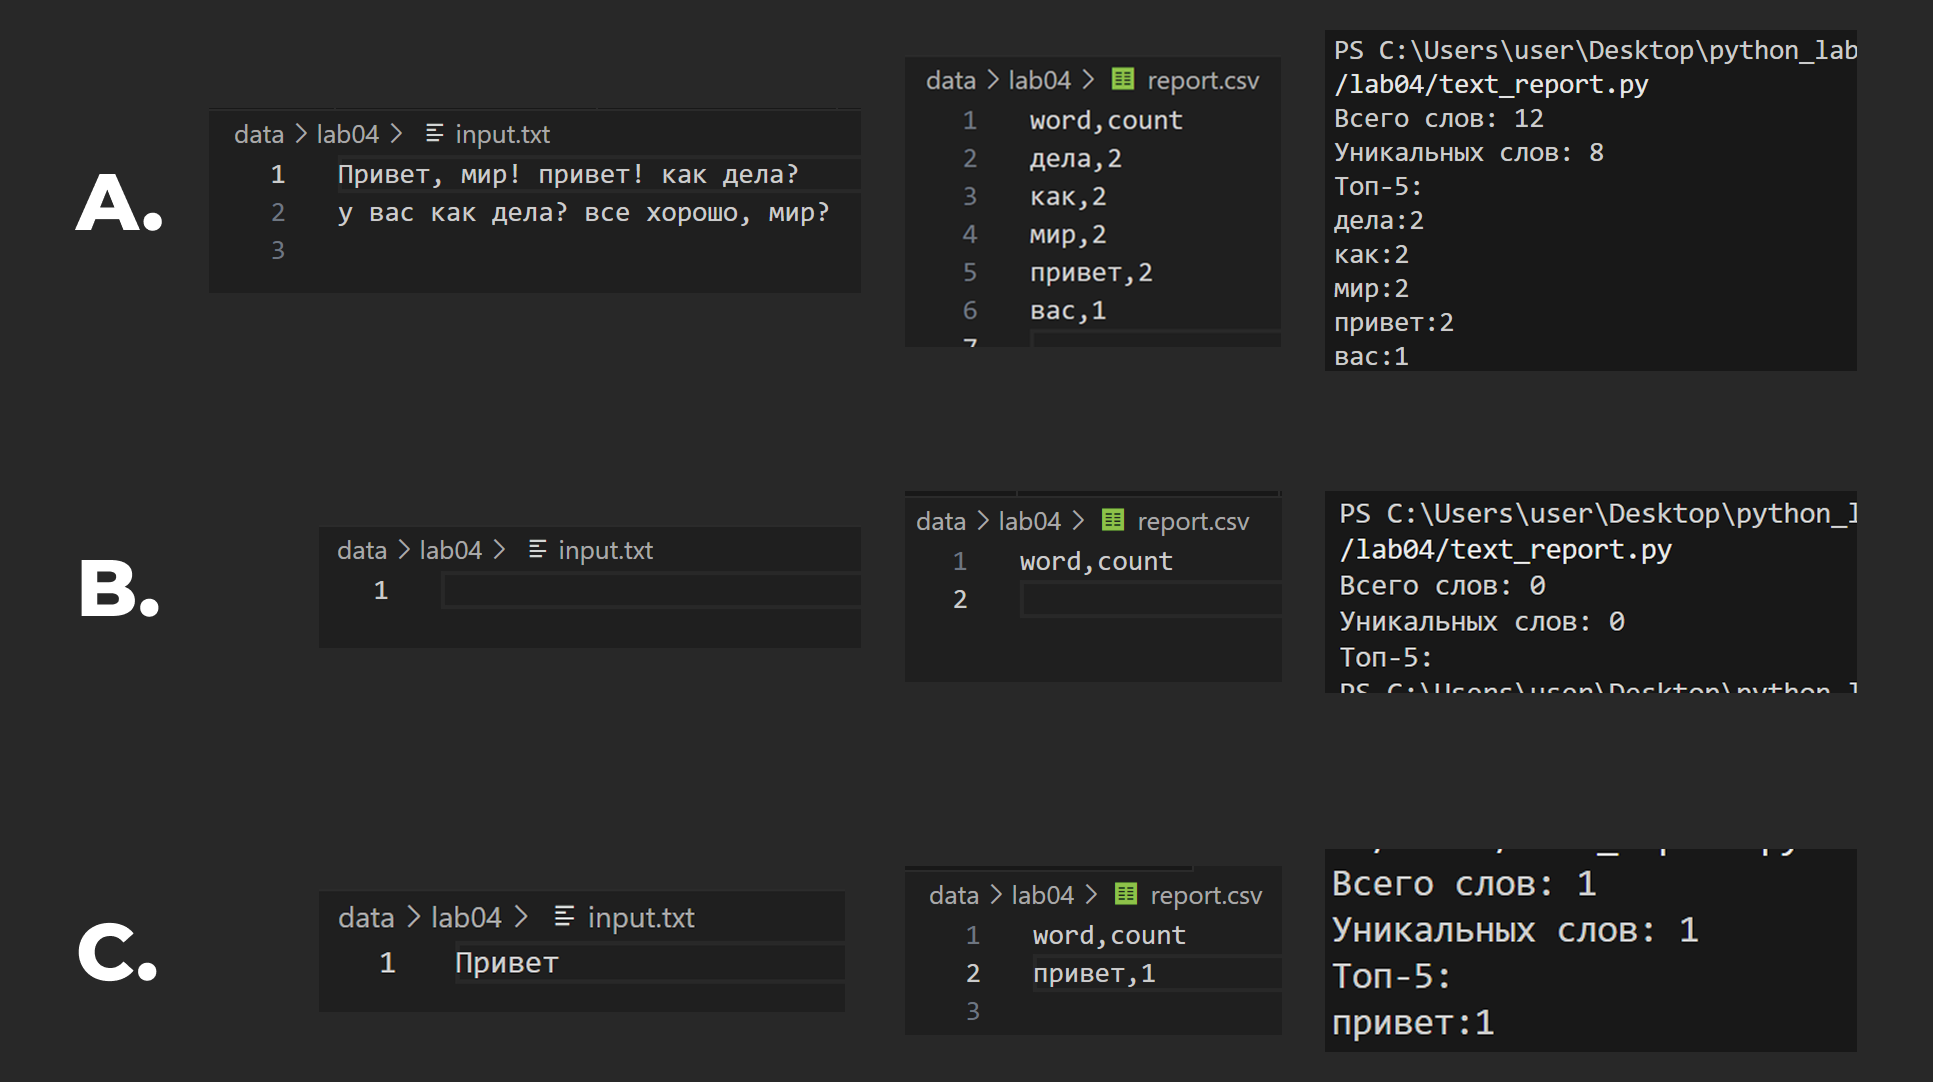 A.
data > lab04 > input.txt
1 Привет, мир! привет! как дела?
2 у вас как дела? все хорошо, мир?
3
data > lab04 > report.csv
1 word,count
2 дела,2
3 как,2
4 мир,2
5 привет,2
6 вас,1
7
PS C:\Users\user\Desktop\python_lab
/lab04/text_report.py
Всего слов: 12
Уникальных слов: 8
Топ-5:
дела:2
как:2
мир:2
привет:2
вас:1
B.
data > lab04 > input.txt
1
data > lab04 > report.csv
1 word,count
2
PS C:\Users\user\Desktop\python_l
/lab04/text_report.py
Всего слов: 0
Уникальных слов: 0
Топ-5:
PS C:\Users\user\Desktop\python_l
C.
data > lab04 > input.txt
1 Привет
data > lab04 > report.csv
1 word,count
2 привет,1
3
Всего слов: 1
Уникальных слов: 1
Топ-5:
привет:1